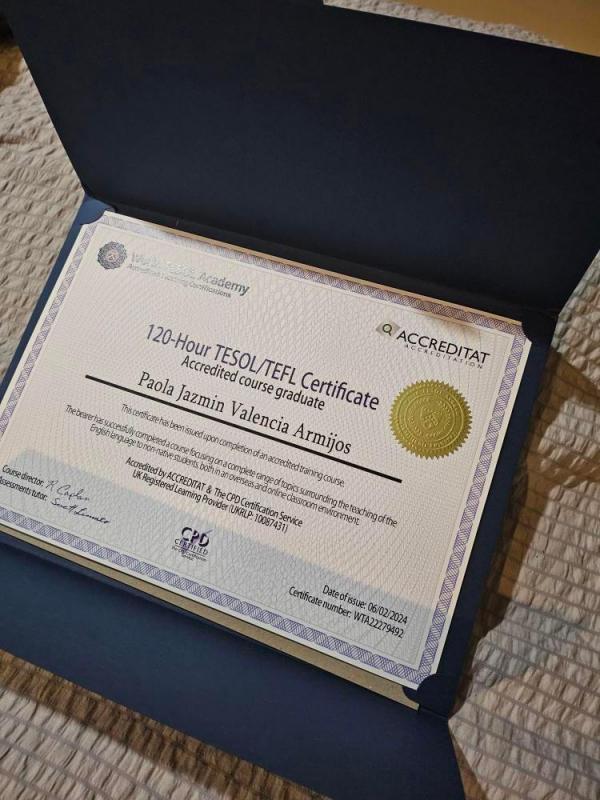 Academy
ACCREDITAT
ACCREDITATION
120-Hour TESOL/TEFL Certificate
Accredited course graduate
Paola Jazmin Valencia Armijos
This certificate has been issued upon completion of an accredited training course.
The bearer has successfully completed a course focusing on a complete range of topics surrounding the teaching of the
English language to non-native students, both in an overseas and online classroom environment.
Accredited by ACCREDITAT & The CPD Certification Service
UK Registered Learning Provider (UKRLP: 10087431)
Course director:
Assessments tutor:
CPD
CERTIFIED
Date of issue: 06/02/2024
Certificate number: WTA22279492